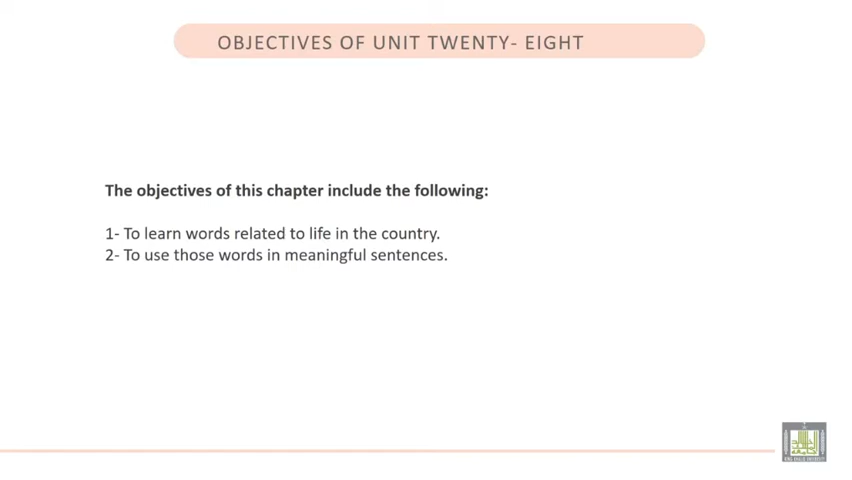 OBJECTIVES OF UNIT TWENTY- EIGHT
The objectives of this chapter include the following:
1- To learn words related to life in the country.
2- To use those words in meaningful sentences.